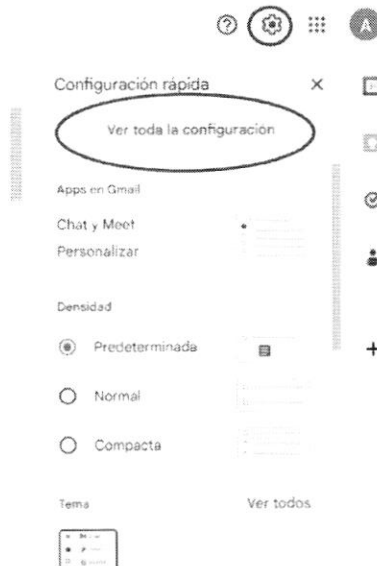 A
Configuración rápida
Ver toda la configuración
Apps en Gmail
Chat y Meet
Personalizar
Densidad
Predeterminada
Normal
Compacta
Tema
Ver todos